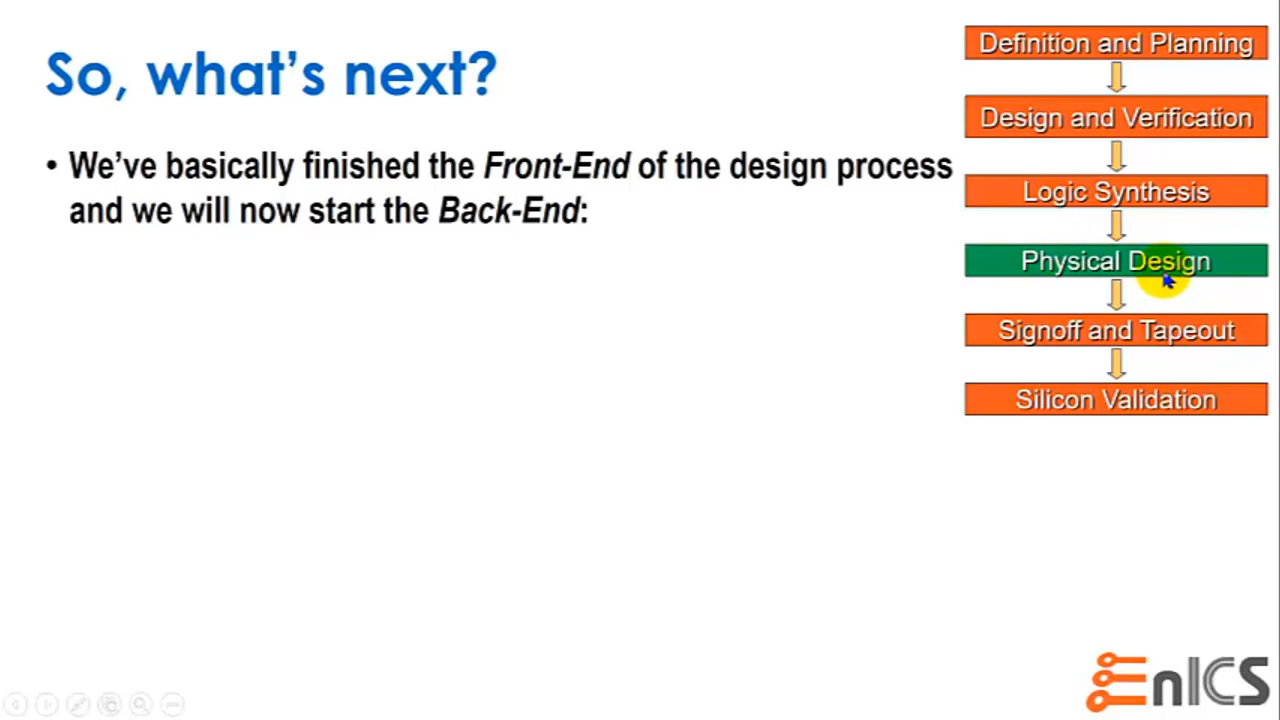 So, what's next?
• We've basically finished the Front-End of the design process
and we will now start the Back-End:
Definition and Planning
Design and Verification
Logic Synthesis
Physical Design
Signoff and Tapeout
Silicon Validation
EnICS